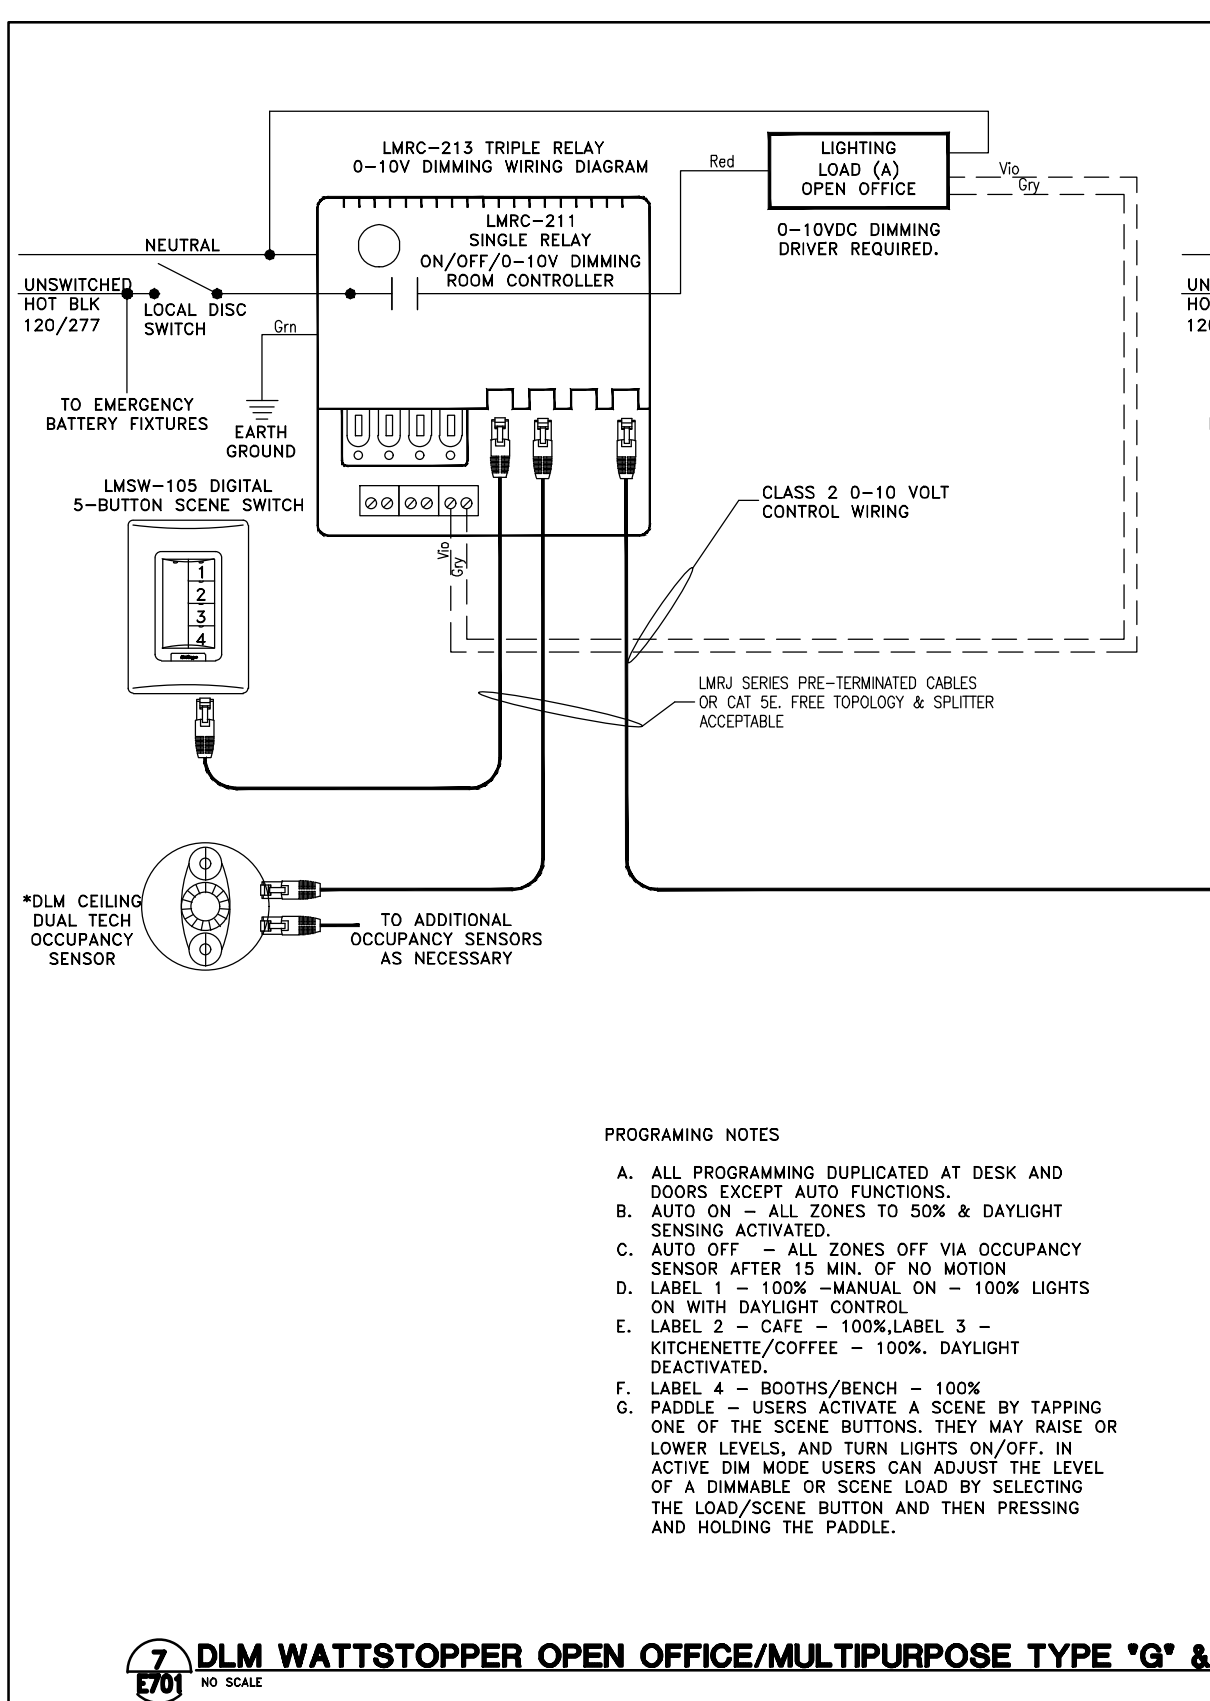 LMRC-213 TRIPLE RELAY
0-10V DIMMING WIRING DIAGRAM
LMRC-211
SINGLE RELAY
ON/OFF/0-10V DIMMING
ROOM CONTROLLER
Red
LIGHTING
LOAD (A)
OPEN OFFICE
Vio
Gry
0-10VDC DIMMING
DRIVER REQUIRED.
NEUTRAL
UNSWITCHED
HOT BLK
120/277
LOCAL DISC
SWITCH
Grn
TO EMERGENCY
BATTERY FIXTURES
EARTH
GROUND
UN
HO
120
LMSW-105 DIGITAL
5-BUTTON SCENE SWITCH
1
2
3
4
Vio
Gry
CLASS 2 0-10 VOLT
CONTROL WIRING
LMRJ SERIES PRE-TERMINATED CABLES
OR CAT 5E. FREE TOPOLOGY & SPLITTER
ACCEPTABLE
*DLM CEILING
DUAL TECH
OCCUPANCY
SENSOR
TO ADDITIONAL
OCCUPANCY SENSORS
AS NECESSARY
PROGRAMING NOTES
A. ALL PROGRAMMING DUPLICATED AT DESK AND
DOORS EXCEPT AUTO FUNCTIONS.
B. AUTO ON - ALL ZONES TO 50% & DAYLIGHT
SENSING ACTIVATED.
C. AUTO OFF - ALL ZONES OFF VIA OCCUPANCY
SENSOR AFTER 15 MIN. OF NO MOTION
D. LABEL 1 - 100% -MANUAL ON - 100% LIGHTS
ON WITH DAYLIGHT CONTROL
E. LABEL 2 - CAFE - 100%,LABEL 3 -
KITCHENETTE/COFFEE - 100%. DAYLIGHT
DEACTIVATED.
F. LABEL 4 - BOOTHS/BENCH - 100%
G. PADDLE - USERS ACTIVATE A SCENE BY TAPPING
ONE OF THE SCENE BUTTONS. THEY MAY RAISE OR
LOWER LEVELS, AND TURN LIGHTS ON/OFF. IN
ACTIVE DIM MODE USERS CAN ADJUST THE LEVEL
OF A DIMMABLE OR SCENE LOAD BY SELECTING
THE LOAD/SCENE BUTTON AND THEN PRESSING
AND HOLDING THE PADDLE.
7
E701
DLM WATTSTOPPER OPEN OFFICE/MULTIPURPOSE TYPE "G" &
NO SCALE